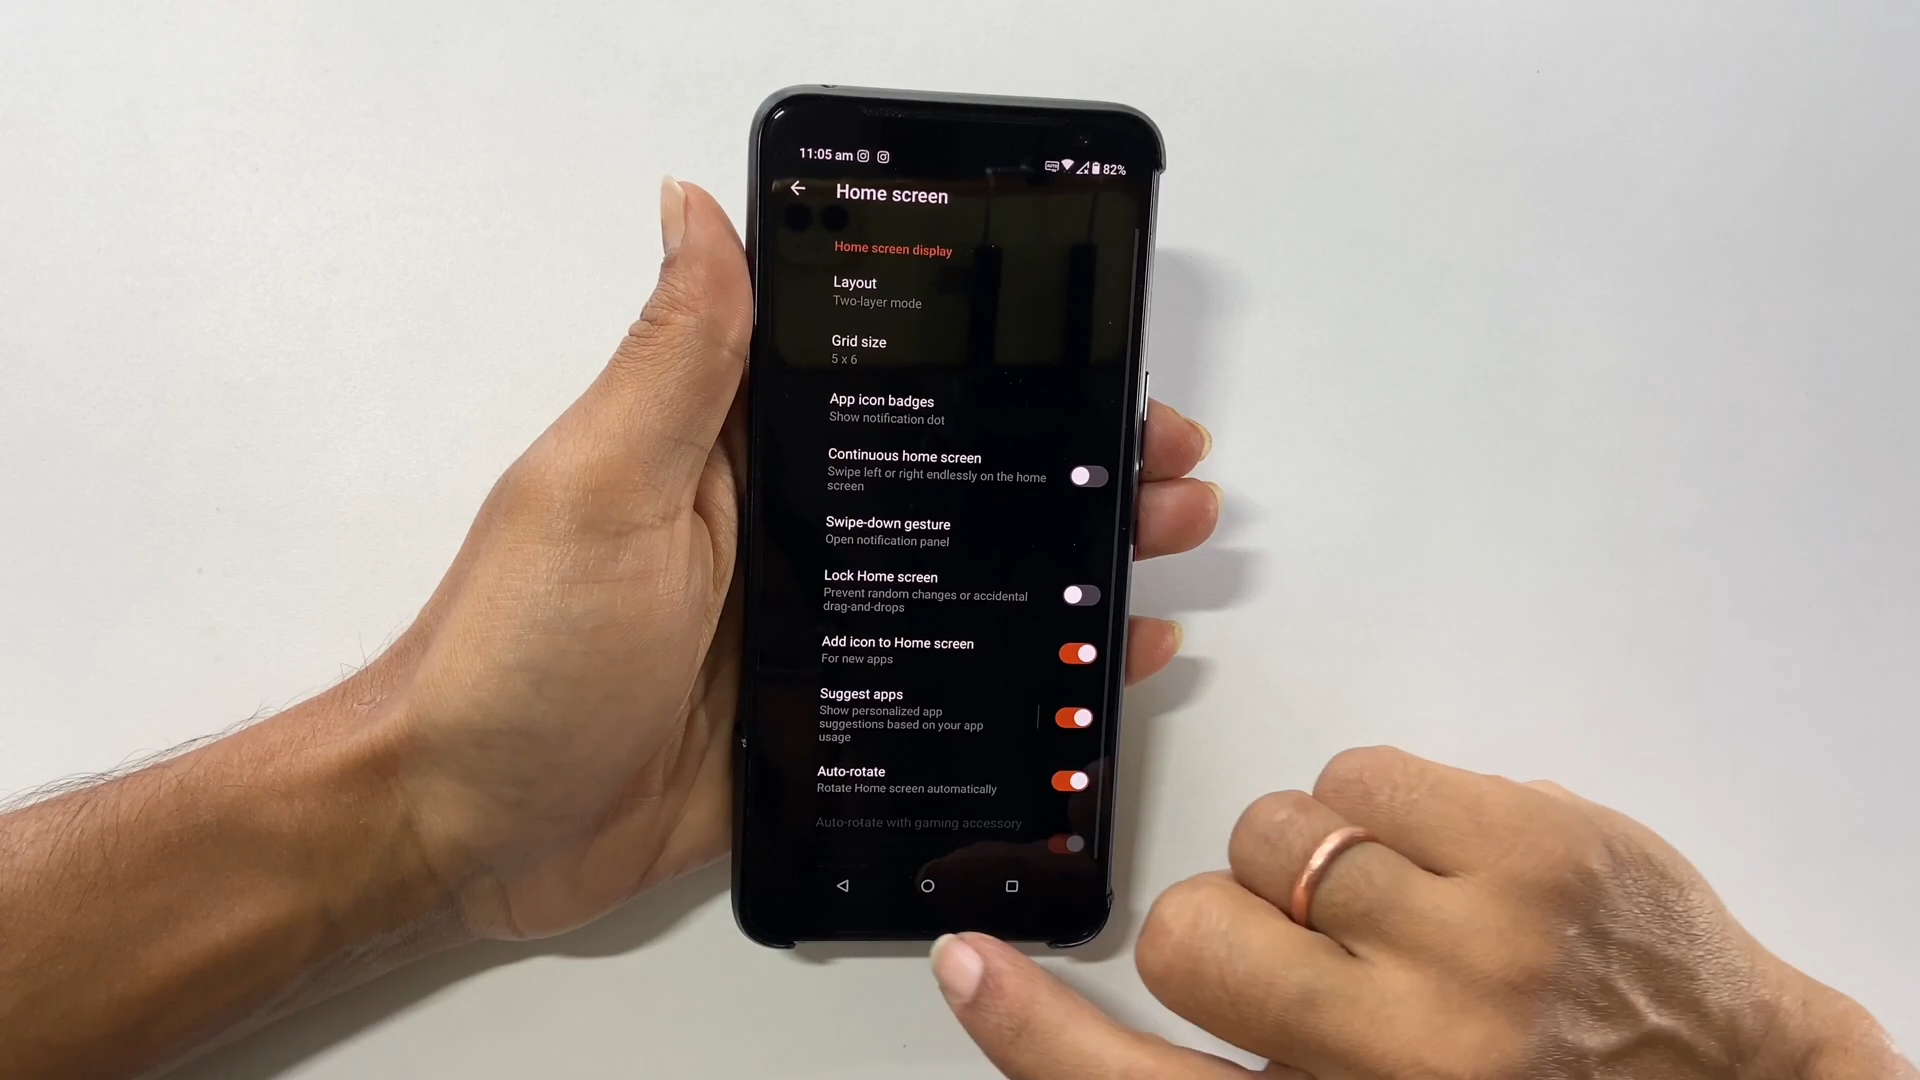 11:05 am
82%
Home screen
Home screen display
Layout
Two-layer mode
Grid size
5 x 6
App icon badges
Show notification dot
Continuous home screen
Swipe left or right endlessly on the home
screen
Swipe-down gesture
Open notification panel
Lock Home screen
Prevent random changes or accidental
drag-and-drops
Add icon to Home screen
For new apps
Suggest apps
Show personalized app
suggestions based on your app
usage
Auto-rotate
Rotate Home screen automatically
Auto-rotate with gaming accessory